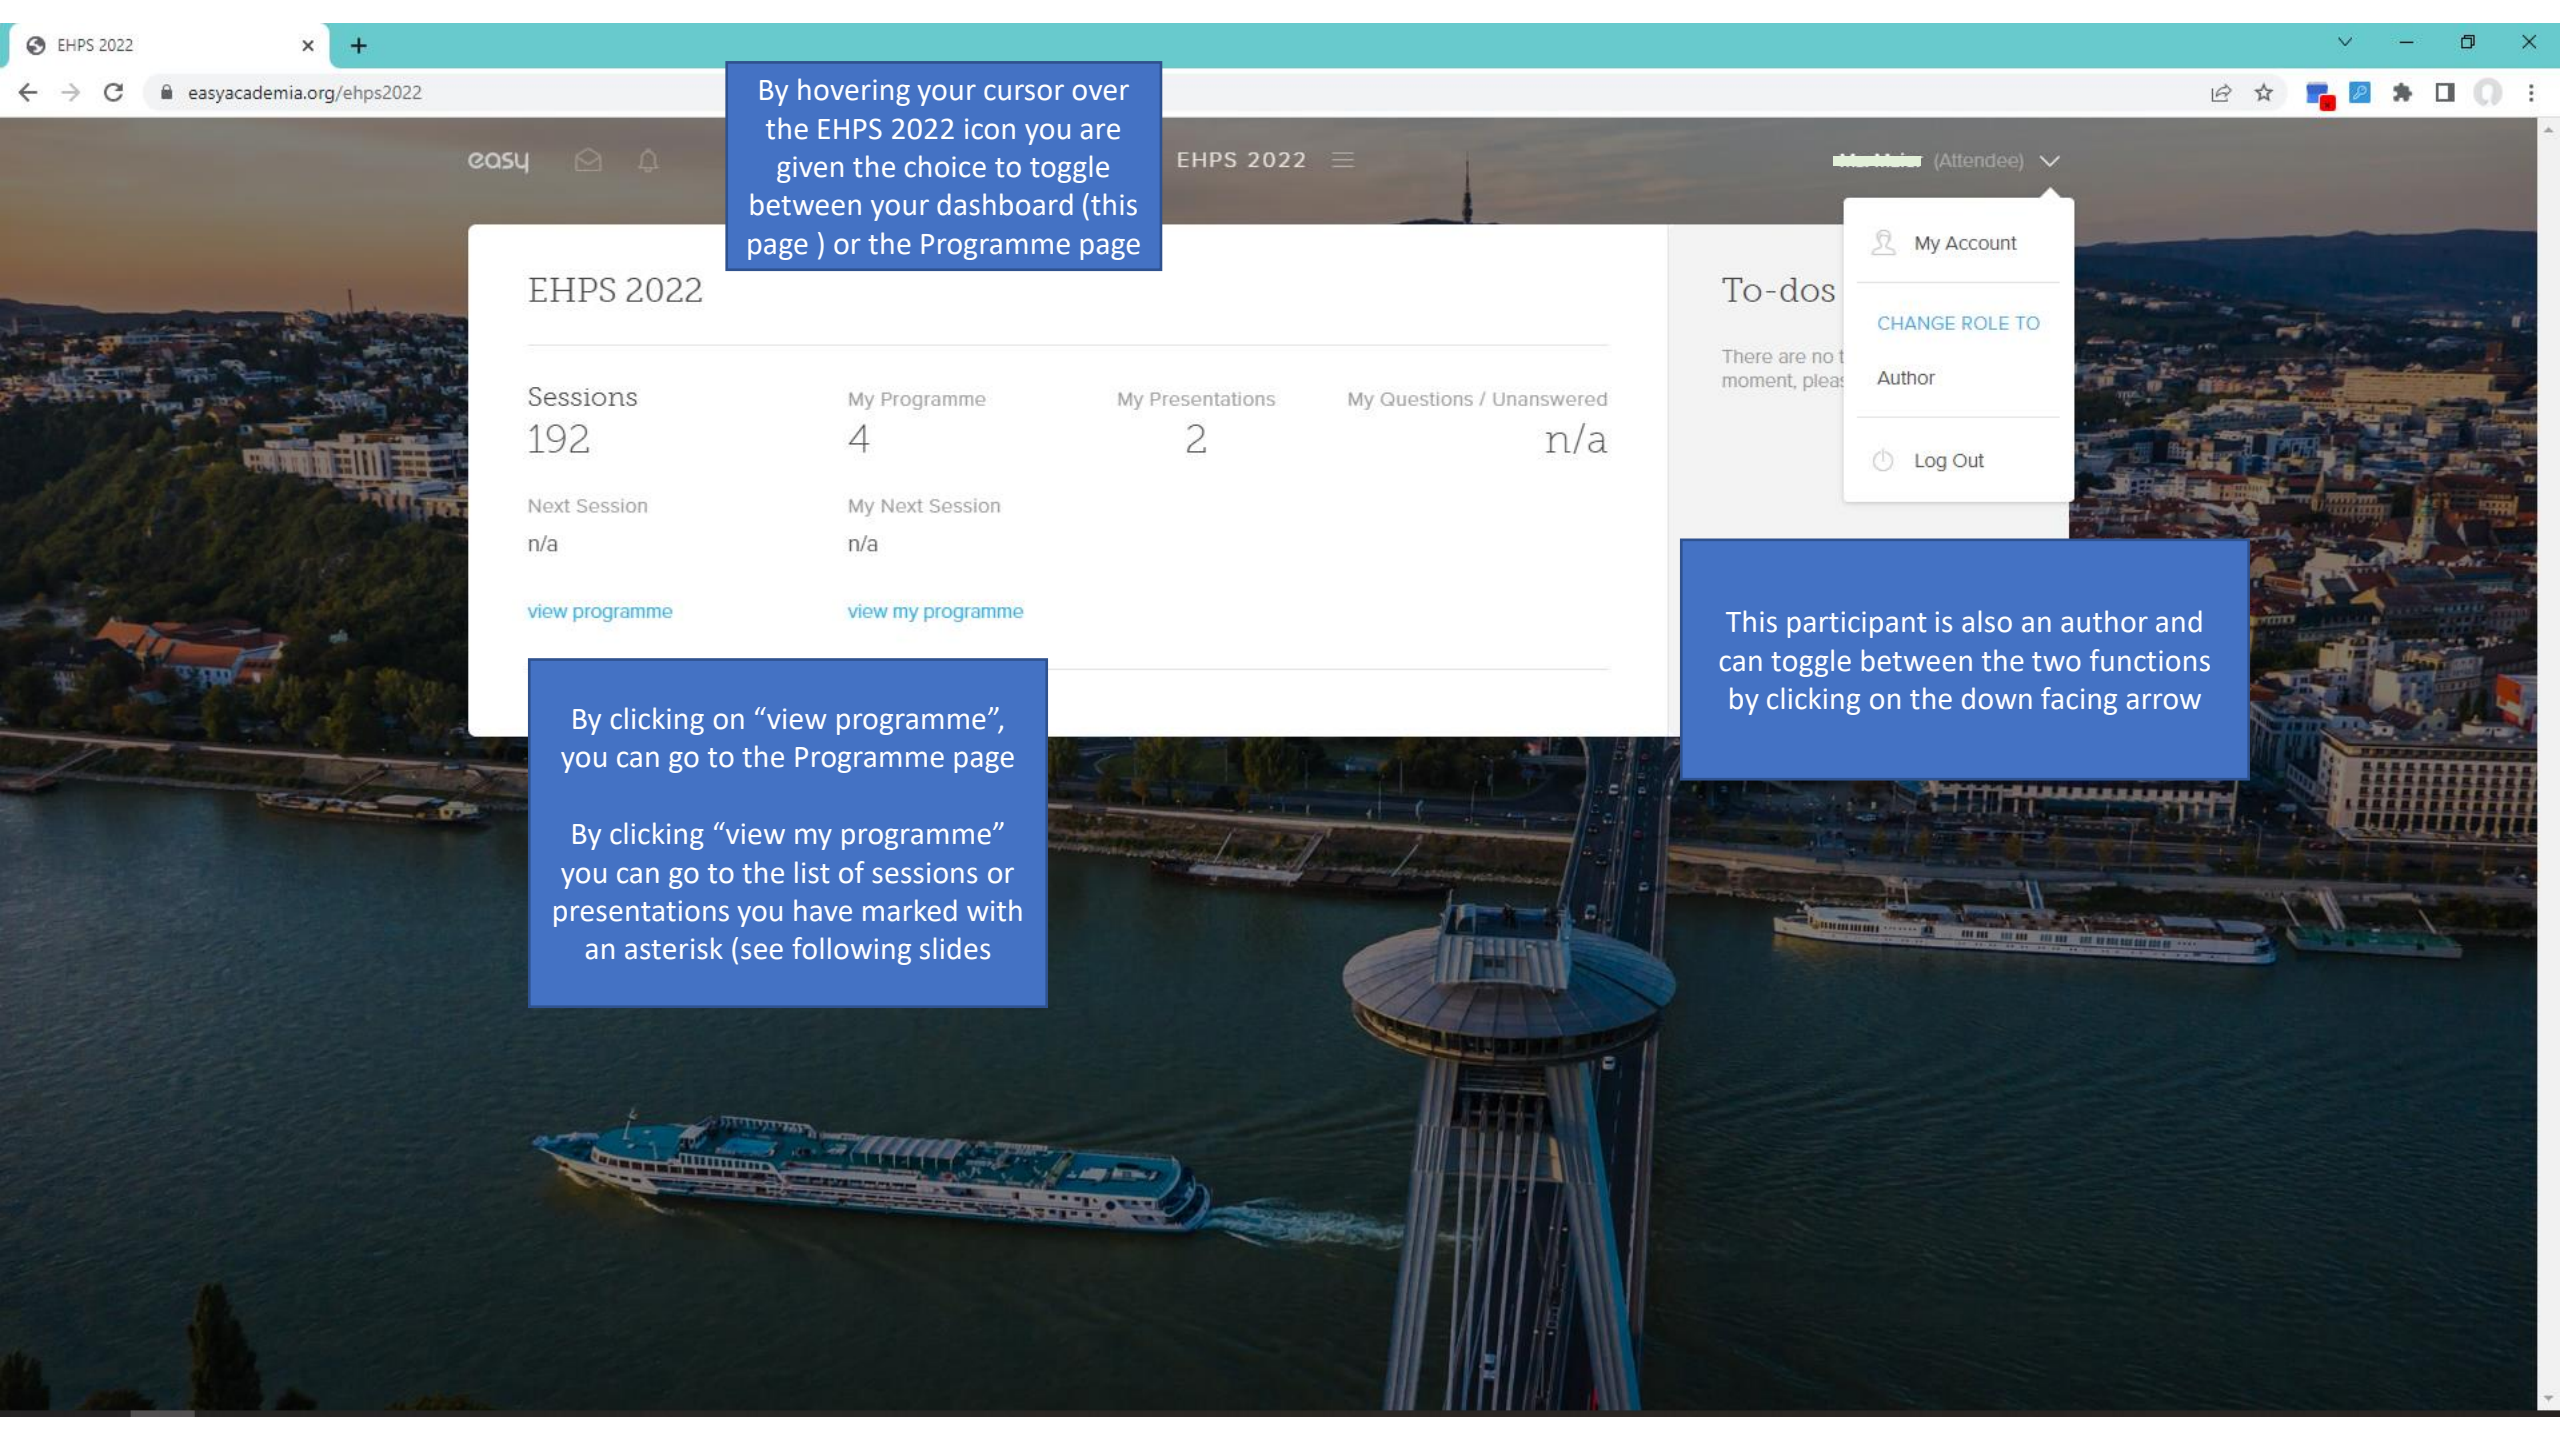 EHPS 2022
easyacademia.org/ehps2022
By hovering your cursor over
the EHPS 2022 icon you are
given the choice to toggle
between your dashboard (this
page ) or the Programme page
easy
EHPS 2022
(Attendee)
My Account
CHANGE ROLE TO
Author
Log Out
EHPS 2022
To-dos
There are no t
moment, pleas
Sessions
192
My Programme
4
My Presentations
2
My Questions / Unanswered
n/a
Next Session
n/a
My Next Session
n/a
view programme
view my programme
This participant is also an author and
can toggle between the two functions
by clicking on the down facing arrow
By clicking on “view programme”,
you can go to the Programme page
By clicking “view my programme”
you can go to the list of sessions or
presentations you have marked with
an asterisk (see following slides